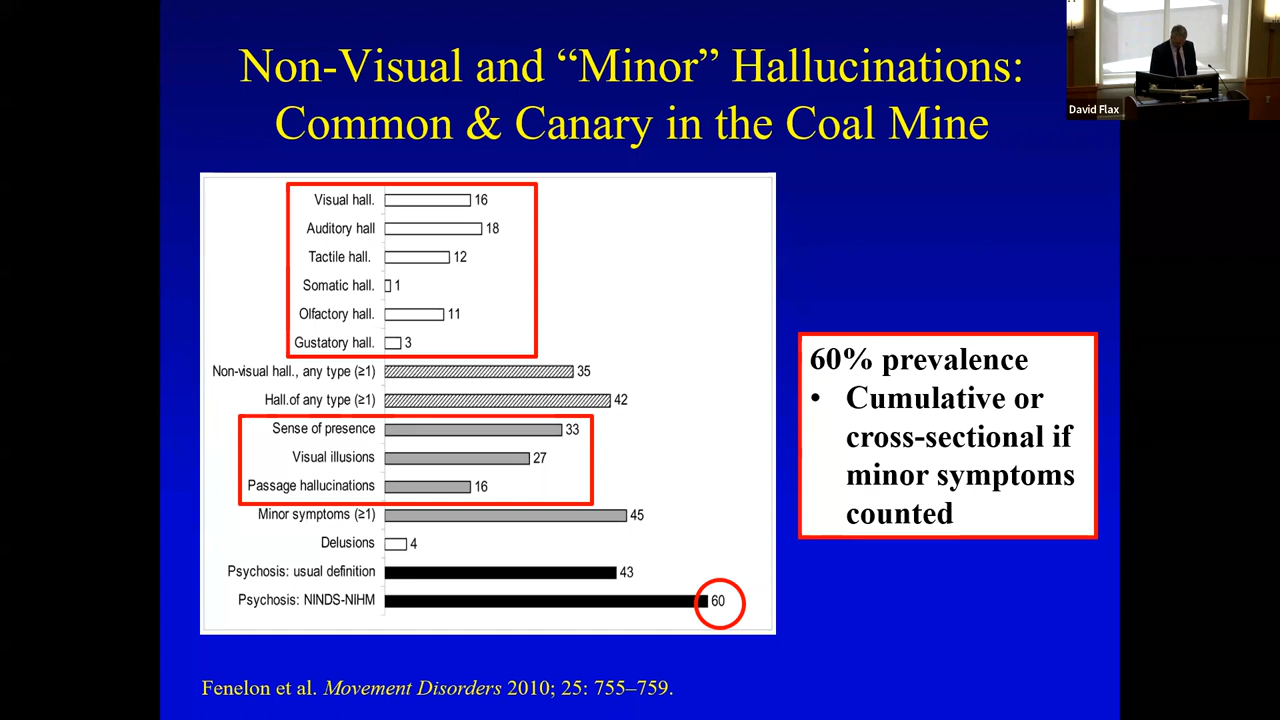 Non-Visual and “Minor” Hallucinations:
Common & Canary in the Coal Mine
David Flax
Visual hall. 16
Auditory hall 18
Tactile hall. 12
Somatic hall. 1
Olfactory hall. 11
Gustatory hall. 3
Non-visual hall., any type (≥1) 35
Hall.of any type (≥1) 42
Sense of presence 33
Visual illusions 27
Passage hallucinations 16
Minor symptoms (≥1) 45
Delusions 4
Psychosis: usual definition 43
Psychosis: NINDS-NIHM 60
60% prevalence
• Cumulative or
cross-sectional if
minor symptoms
counted
Fenelon et al. Movement Disorders 2010; 25: 755–759.